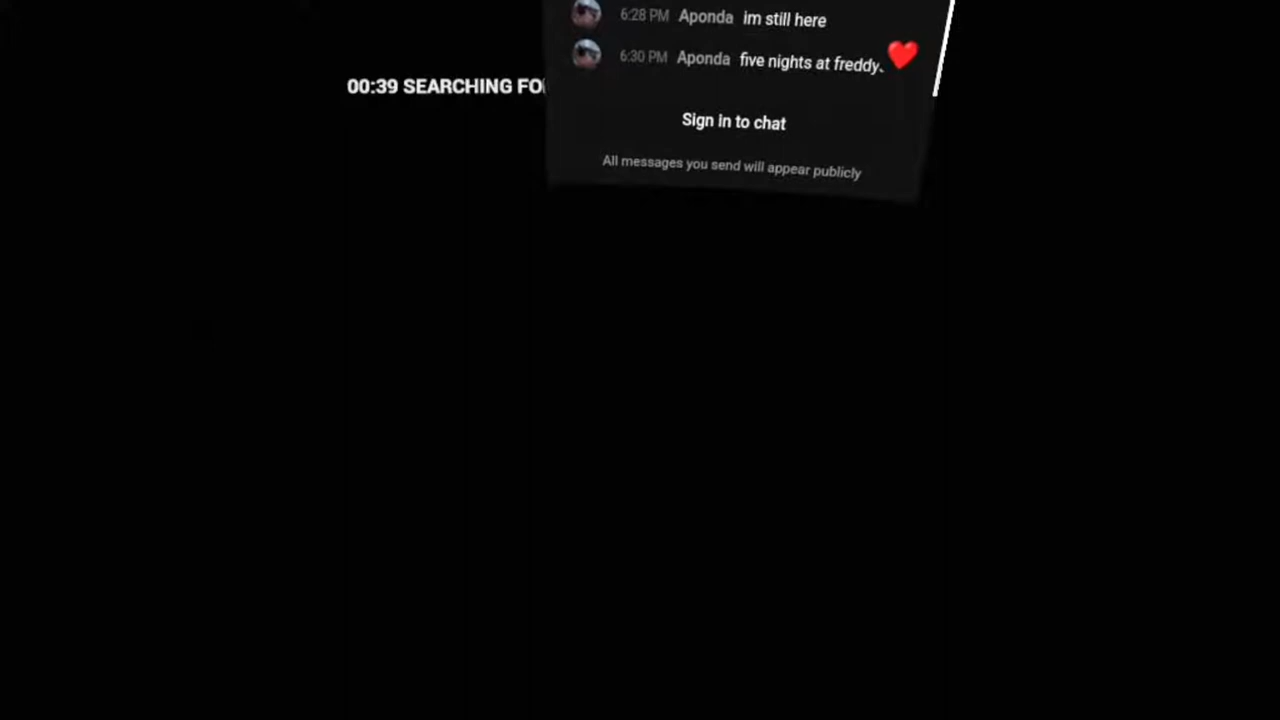 6:28 PM Aponda im still here
6:30 PM Aponda five nights at freddy.
00:39 SEARCHING
Sign in to chat
All messages you send will appear publicly